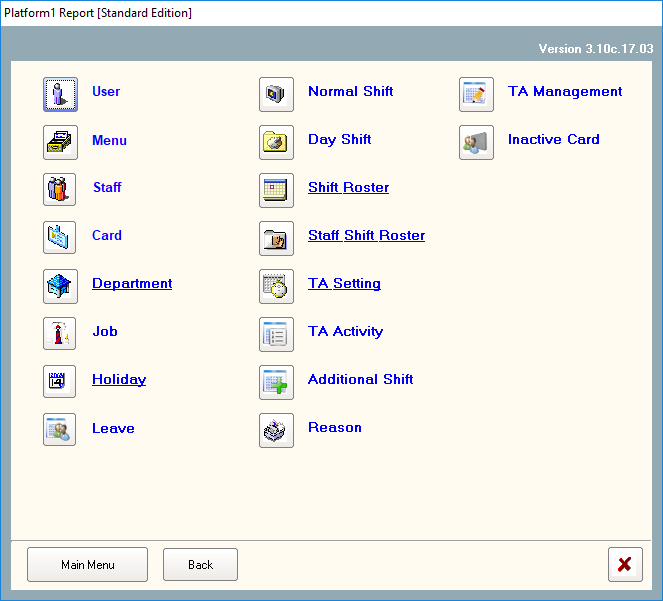 Platform1 Report [Standard Edition]
Version 3.10c.17.03
User
Menu
Staff
Card
Department
Job
Holiday
Leave
Normal Shift
Day Shift
Shift Roster
Staff Shift Roster
TA Setting
TA Activity
Additional Shift
Reason
TA Management
Inactive Card
Main Menu
Back